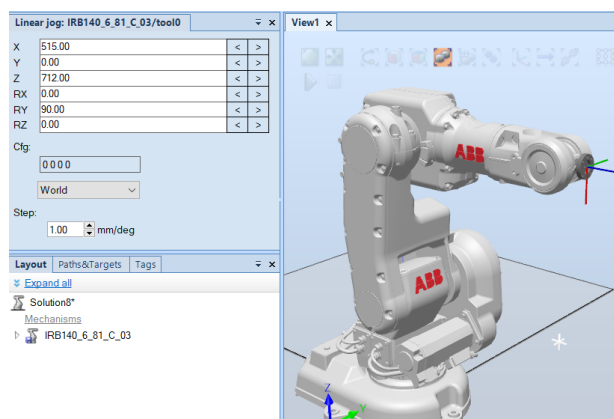 Linear jog: IRB140_6_81_C_03/tool0
X 515.00 < >
Y 0.00 < >
Z 712.00 < >
RX 0.00 < >
RY 90.00 < >
RZ 0.00 < >
Cfg:
0 0 0 0
World
Step:
1.00 mm/deg
Layout Paths&Targets Tags
Expand all
Solution8*
Mechanisms
IRB140_6_81_C_03
View1
ABB
ABB
Z
Y